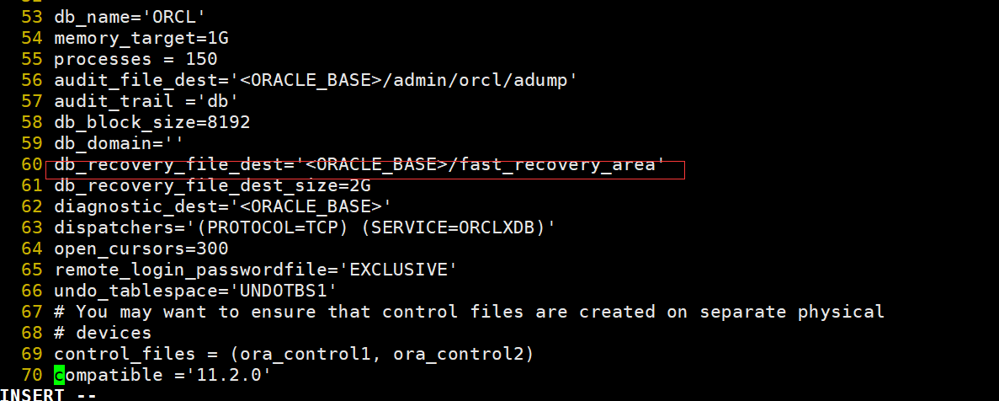 53 db_name='ORCL'
54 memory_target=1G
55 processes = 150
56 audit_file_dest='<ORACLE_BASE>/admin/orcl/adump'
57 audit_trail ='db'
58 db_block_size=8192
59 db_domain=''
60 db_recovery_file_dest='<ORACLE_BASE>/fast_recovery_area'
61 db_recovery_file_dest_size=2G
62 diagnostic_dest='<ORACLE_BASE>'
63 dispatchers='(PROTOCOL=TCP) (SERVICE=ORCLXDB)'
64 open_cursors=300
65 remote_login_passwordfile='EXCLUSIVE'
66 undo_tablespace='UNDOTBS1'
67 # You may want to ensure that control files are created on separate physical
68 # devices
69 control_files = (ora_control1, ora_control2)
70 compatible ='11.2.0'
INSERT --